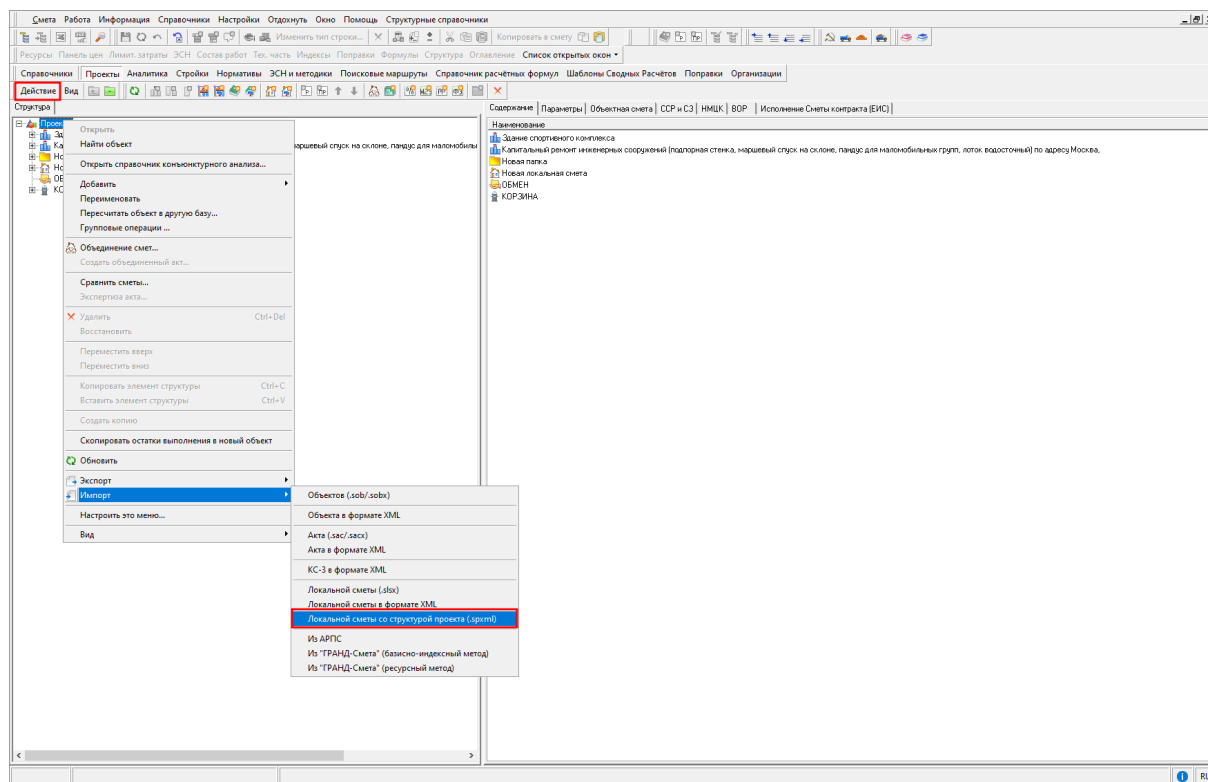 Смета Работа Информация Справочники Настройки Отдохнуть Окно Помощь Структурные справочники
Изменить тип строки... Копировать в смету
Ресурсы Панель цен Лимит. затраты ЭСН Состав работ Тех. часть Индексы Поправки Формулы Структура Оглавление Список открытых окон
Справочники Проекты Аналитика Стройки Нормативы ЭСН и методики Поисковые маршруты Справочник расчётных формул Шаблоны Сводных Расчётов Поправки Организации
Действие Вид
Структура
Содержание Параметры Объектная смета ССР и СЗ НМЦК ВОР Исполнение Сметы контракта (ЕИС)
Наименование
Здание спортивного комплекса
Капитальный ремонт инженерных сооружений (подпорная стенка, маршевый спуск на склоне, пандус для маломобильных групп, лоток водосточный) по адресу Москва,
Новая папка
Новая локальная смета
ОБМЕН
КОРЗИНА
Проек
Зд
Ка
маршевый спуск на склоне, пандус для маломобиль
Но
Но
ОБ
КО
Открыть
Найти объект
Открыть справочник конъюнктурного анализа...
Добавить
Переименовать
Пересчитать объект в другую базу...
Групповые операции ...
Объединение смет...
Создать объединенный акт...
Сравнить сметы...
Экспертиза акта...
Удалить Ctrl+Del
Восстановить
Переместить вверх
Переместить вниз
Копировать элемент структуры Ctrl+C
Вставить элемент структуры Ctrl+V
Создать копию
Скопировать остатки выполнения в новый объект
Обновить
Экспорт
Импорт
Настроить это меню...
Вид
Объектов (.sob/.sobx)
Объекта в формате XML
Акта (.sac/.sacx)
Акта в формате XML
КС-3 в формате XML
Локальной сметы (.slsx)
Локальной сметы в формате XML
Локальной сметы со структурой проекта (.spxml)
Из АРПС
Из "ГРАНД-Смета" (базисно-индексный метод)
Из "ГРАНД-Смета" (ресурсный метод)